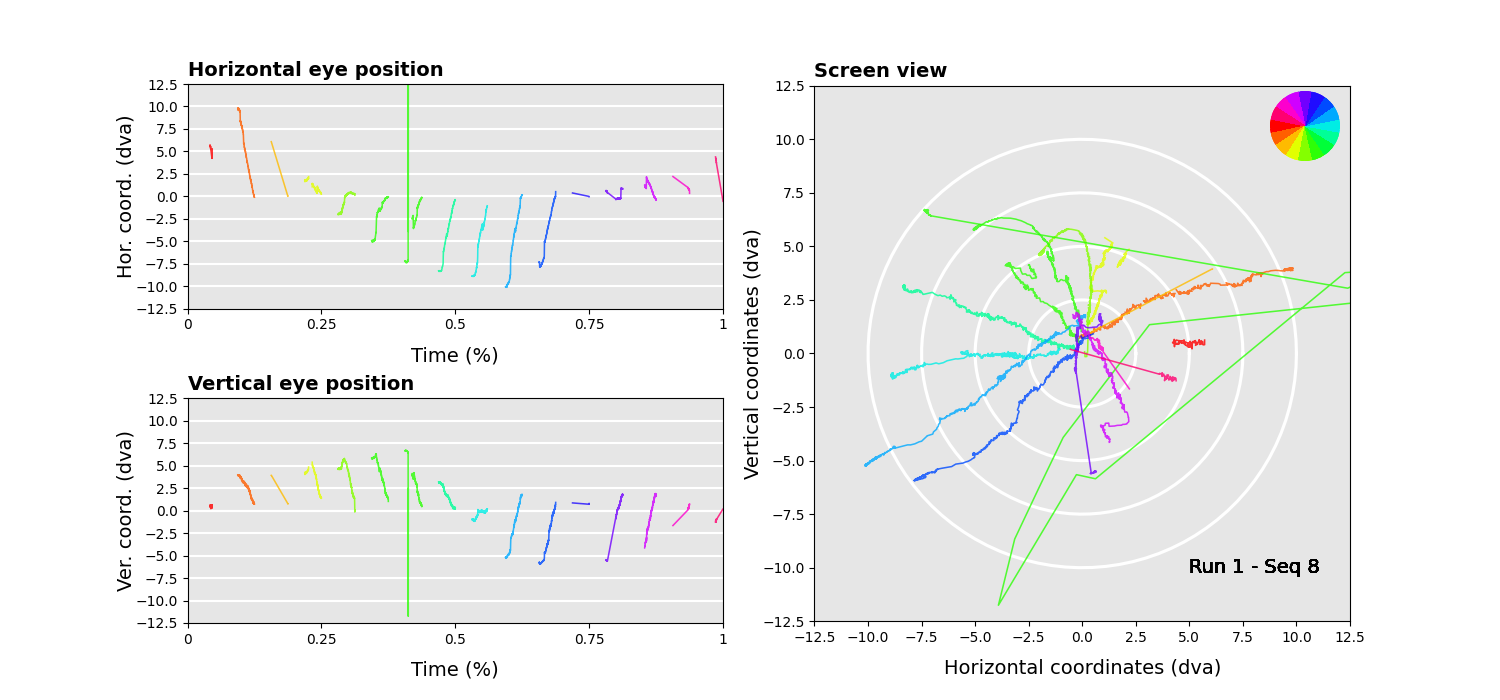 Horizontal eye position
Hor. coord. (dva)
12.5
10.0
7.5
5.0
2.5
0.0
−2.5
−5.0
−7.5
−10.0
−12.5
0 0.25 0.5 0.75 1
Time (%)
Vertical eye position
Ver. coord. (dva)
12.5
10.0
7.5
5.0
2.5
0.0
−2.5
−5.0
−7.5
−10.0
−12.5
0 0.25 0.5 0.75 1
Time (%)
Screen view
Vertical coordinates (dva)
12.5
10.0
7.5
5.0
2.5
0.0
−2.5
−5.0
−7.5
−10.0
−12.5
Run 1 - Seq 8
−12.5 −10.0 −7.5 −5.0 −2.5 0.0 2.5 5.0 7.5 10.0 12.5
Horizontal coordinates (dva)